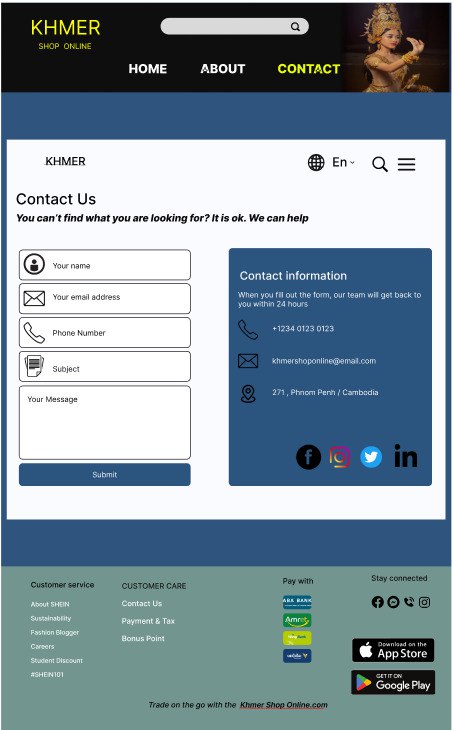 KHMER
SHOP ONLINE
HOME ABOUT CONTACT
KHMER
En
Contact Us
You can't find what you are looking for? It is ok. We can help
Your name
Your email address
Phone Number
Subject
Your Message
Submit
Contact information
When you fill out the form, our team will get back to
you within 24 hours
+1234 0123 0123
khmershoponline@email.com
271 , Phnom Penh / Cambodia
Customer service
About SHEIN
Sustainability
Fashion Blogger
Careers
Student Discount
#SHEIN101
CUSTOMER CARE
Contact Us
Payment & Tax
Bonus Point
Pay with
ABA BANK
Amret
Stay connected
Download on the
App Store
GET IT ON
Google Play
Trade on the go with the Khmer Shop Online.com